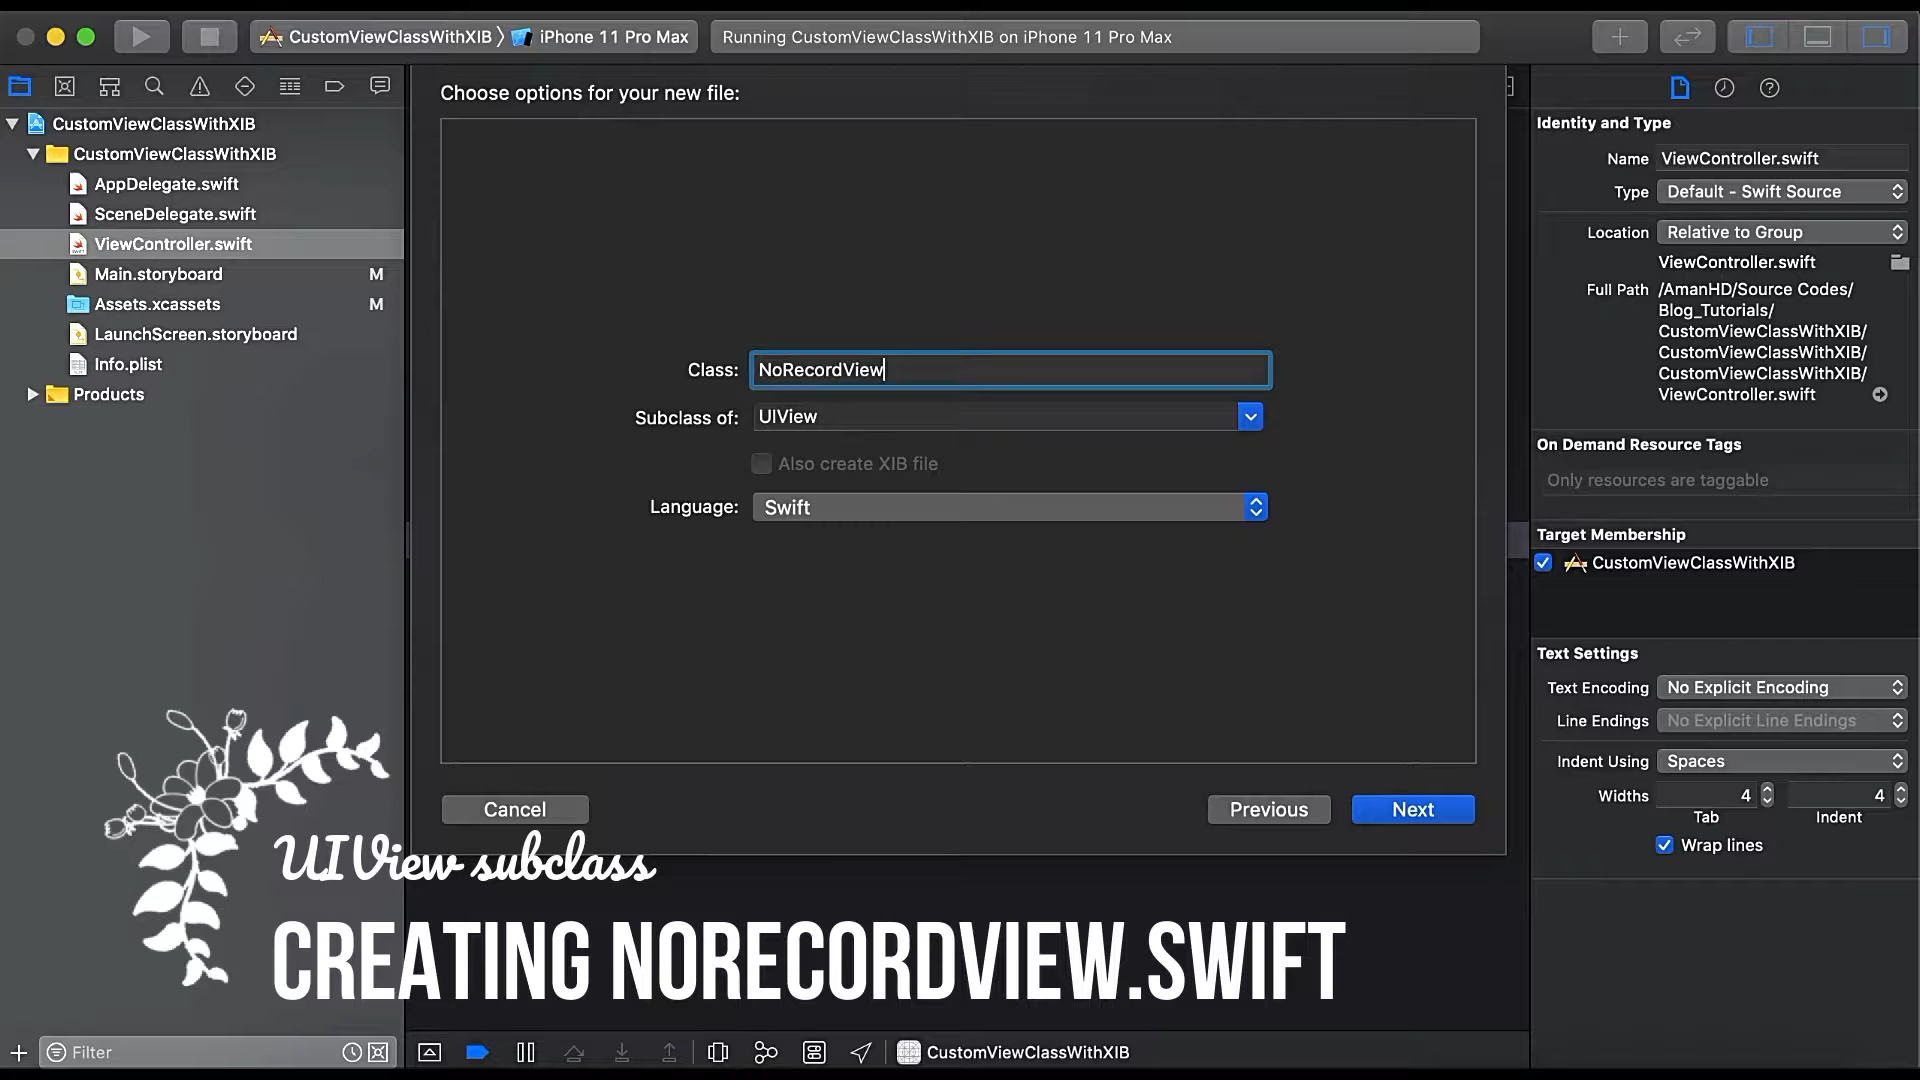 CustomViewClassWithXIB
iPhone 11 Pro Max
Running CustomViewClassWithXIB on iPhone 11 Pro Max
CustomViewClassWithXIB
CustomViewClassWithXIB
AppDelegate.swift
SceneDelegate.swift
ViewController.swift
Main.storyboard M
Assets.xcassets M
LaunchScreen.storyboard
Info.plist
Products
Filter
Choose options for your new file:
Class: NoRecordView
Subclass of: UIView
Also create XIB file
Language: Swift
Cancel
Previous
Next
UIView subclass
CREATING NORECORDVIEW.SWIFT
CustomViewClassWithXIB
Identity and Type
Name ViewController.swift
Type Default - Swift Source
Location Relative to Group
ViewController.swift
Full Path /AmanHD/Source Codes/
Blog_Tutorials/
CustomViewClassWithXIB/
CustomViewClassWithXIB/
CustomViewClassWithXIB/
ViewController.swift
On Demand Resource Tags
Only resources are taggable
Target Membership
CustomViewClassWithXIB
Text Settings
Text Encoding No Explicit Encoding
Line Endings No Explicit Line Endings
Indent Using Spaces
Widths 4 4
Tab Indent
Wrap lines